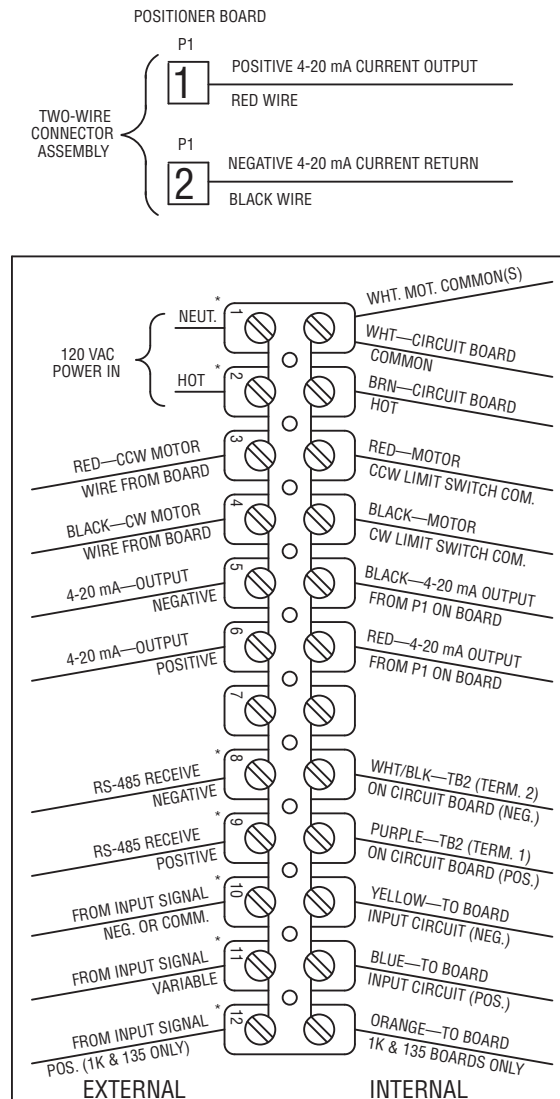 POSITIONER BOARD
P1
1
POSITIVE 4-20 mA CURRENT OUTPUT
RED WIRE
TWO-WIRE
CONNECTOR
ASSEMBLY
P1
2
NEGATIVE 4-20 mA CURRENT RETURN
BLACK WIRE
120 VAC
POWER IN
*
NEUT.
1
WHT. MOT. COMMON(S)
WHT—CIRCUIT BOARD
COMMON
*
HOT
2
BRN—CIRCUIT BOARD
HOT
RED—CCW MOTOR
WIRE FROM BOARD
3
RED—MOTOR
CCW LIMIT SWITCH COM.
BLACK—CW MOTOR
WIRE FROM BOARD
4
BLACK—MOTOR
CW LIMIT SWITCH COM.
4-20 mA—OUTPUT
NEGATIVE
5
BLACK—4-20 mA OUTPUT
FROM P1 ON BOARD
4-20 mA—OUTPUT
POSITIVE
6
RED—4-20 mA OUTPUT
FROM P1 ON BOARD
7
*
RS-485 RECEIVE
NEGATIVE
8
WHT/BLK—TB2 (TERM. 2)
ON CIRCUIT BOARD (NEG.)
*
RS-485 RECEIVE
POSITIVE
9
PURPLE—TB2 (TERM. 1)
ON CIRCUIT BOARD (POS.)
*
FROM INPUT SIGNAL
NEG. OR COMN.
10
YELLOW—TO BOARD
INPUT CIRCUIT (NEG.)
*
FROM INPUT SIGNAL
VARIABLE
11
BLUE—TO BOARD
INPUT CIRCUIT (POS.)
*
FROM INPUT SIGNAL
POS. (1K & 135 ONLY)
12
ORANGE—TO BOARD
1K & 135 BOARDS ONLY
EXTERNAL
INTERNAL